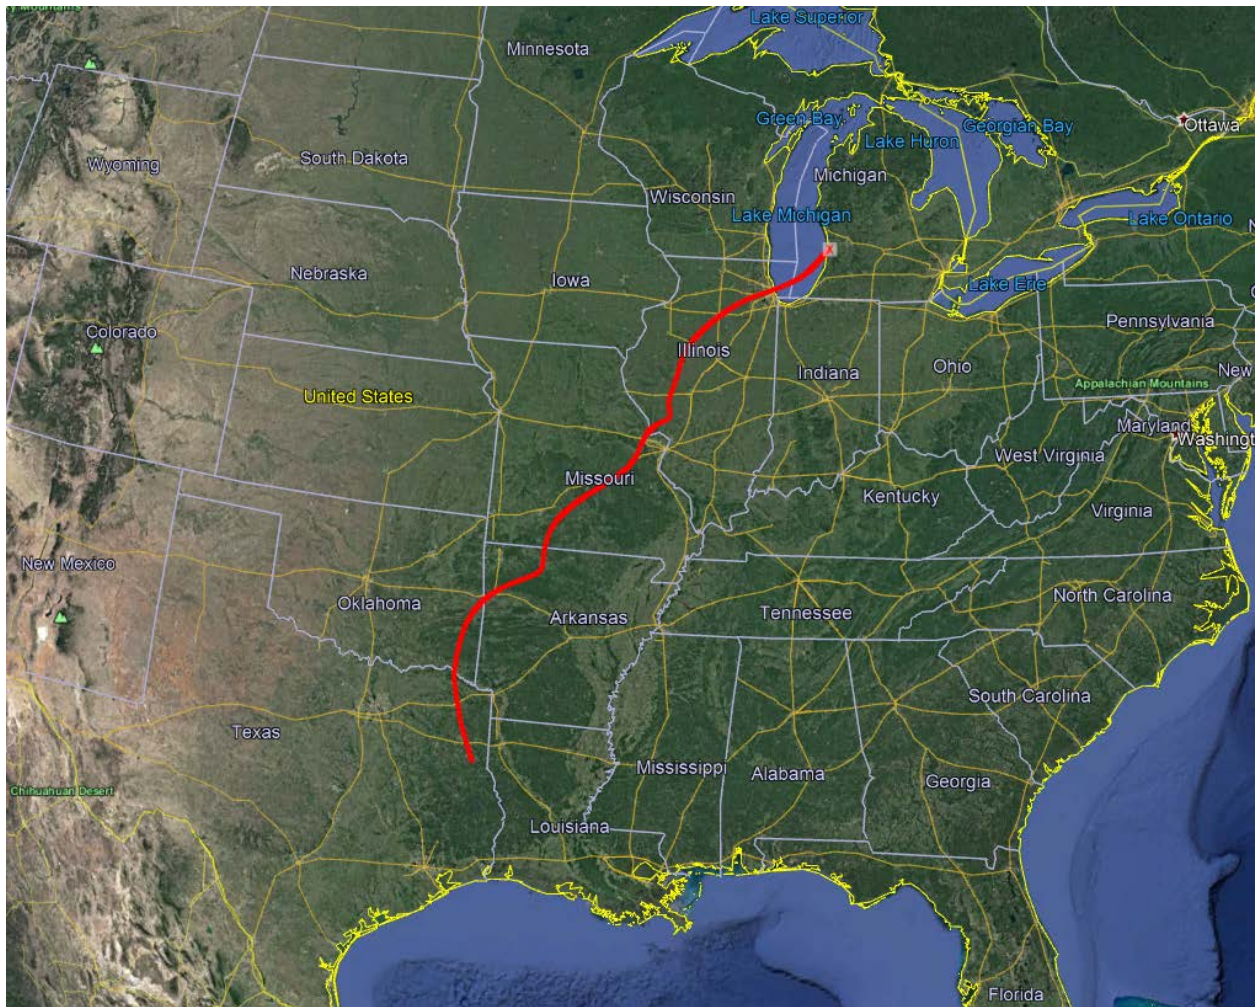 Lake Superior
Mountains
Minnesota
Green Bay
Georgian Bay
Ottawa
Lake Huron
Wyoming
South Dakota
Michigan
Wisconsin
Lake Michigan
Lake Ontario
N
X
Nebraska
Iowa
Lake Erie
Colorado
Pennsylvania
Illinois
Indiana
Ohio
New
Appalachian Mountains
United States
Maryland
Washingt
West Virginia
Missouri
Kentucky
Virginia
New Mexico
Oklahoma
Arkansas
Tennessee
North Carolina
South Carolina
Texas
Mississippi
Alabama
Georgia
Chihuahuan Desert
Louisiana
Florida